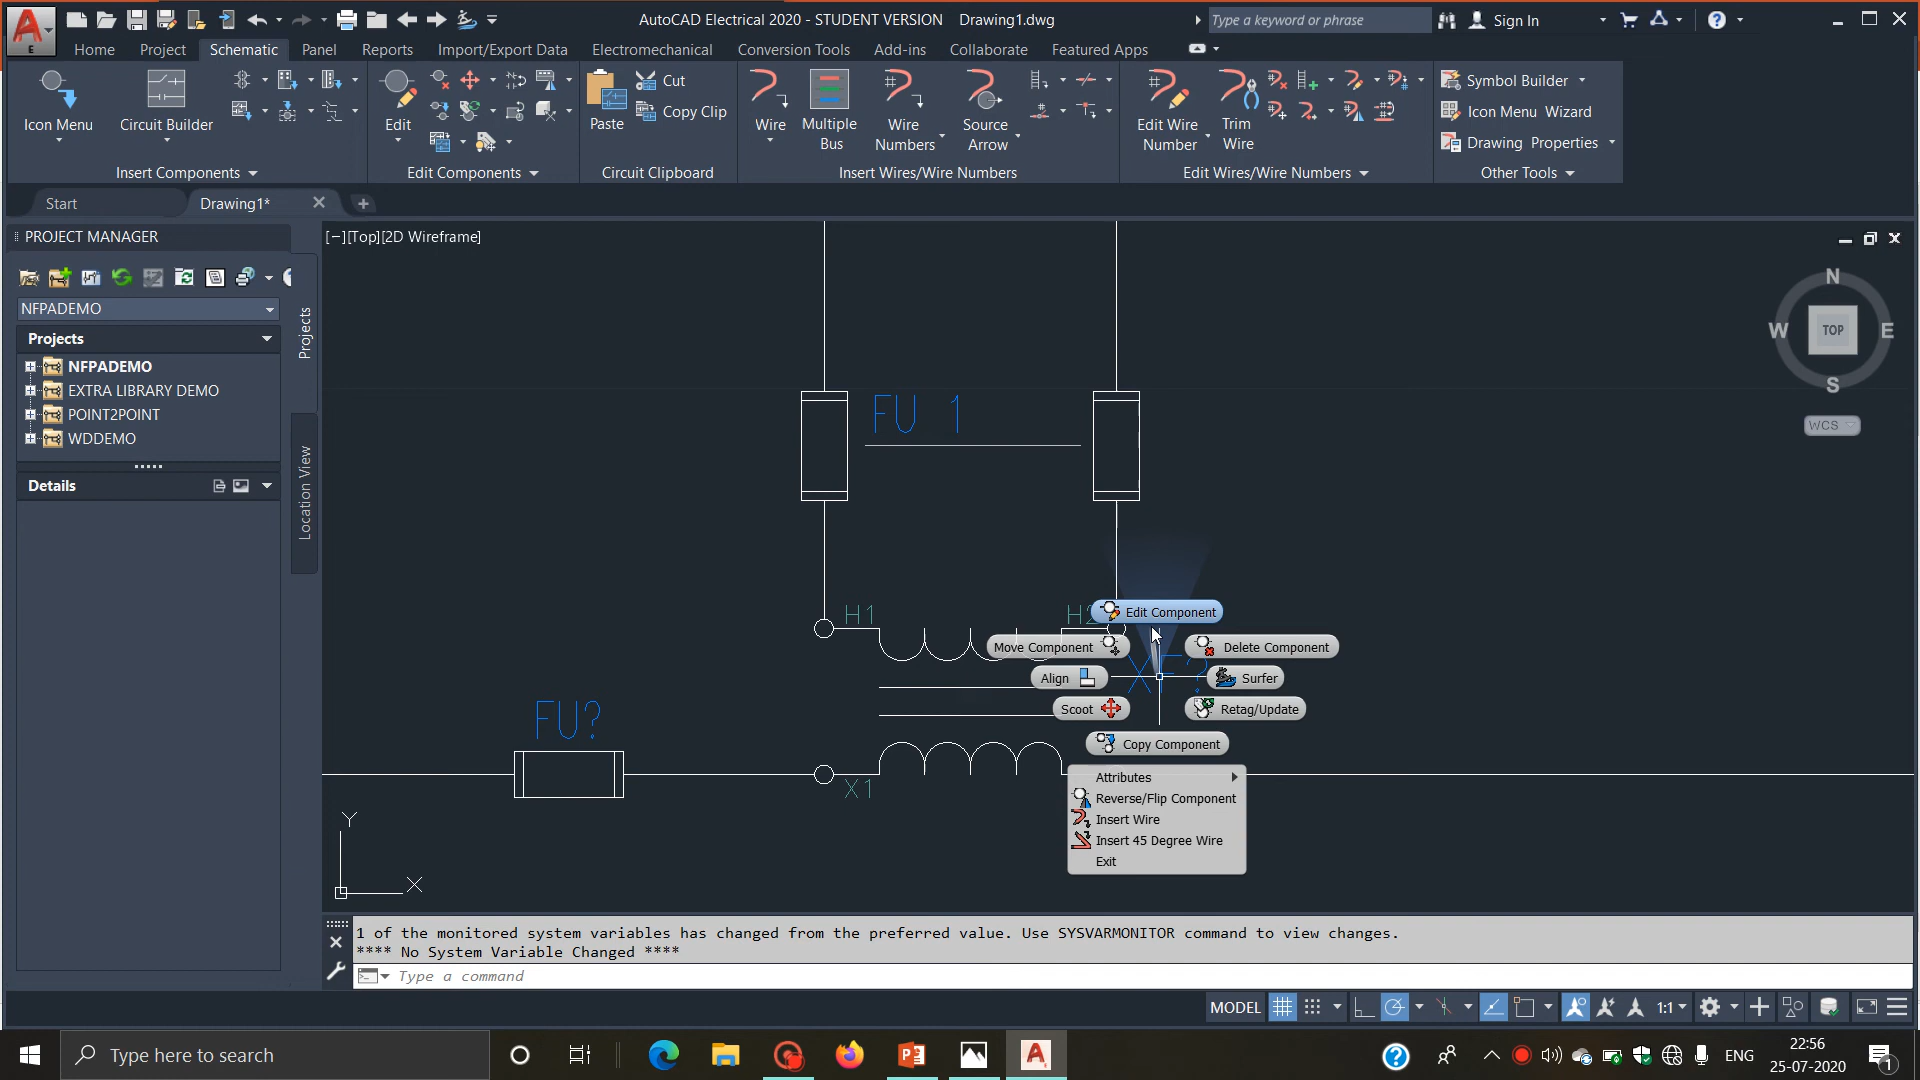 AutoCAD Electrical 2020 - STUDENT VERSION Drawing1.dwg
Type a keyword or phrase
Sign In
Home Project Schematic Panel Reports Import/Export Data Electromechanical Conversion Tools Add-ins Collaborate Featured Apps
Icon Menu
Circuit Builder
Insert Components
Edit
Edit Components
Paste
Cut
Copy Clip
Circuit Clipboard
Wire
Multiple
Bus
Wire
Numbers
Source
Arrow
Insert Wires/Wire Numbers
Edit Wire
Number
Trim
Wire
Edit Wires/Wire Numbers
Symbol Builder
Icon Menu Wizard
Drawing Properties
Other Tools
Start
Drawing1*
PROJECT MANAGER
NFPADEMO
Projects
NFPADEMO
EXTRA LIBRARY DEMO
POINT2POINT
WDDEMO
Details
Projects
Location View
[−][Top][2D Wireframe]
N
W TOP E
S
WCS
FU 1
H1
H2
FU?
X1
XF?
Edit Component
Move Component
Delete Component
Align
Surfer
Scoot
Retag/Update
Copy Component
Attributes
Reverse/Flip Component
Insert Wire
Insert 45 Degree Wire
Exit
Y
X
1 of the monitored system variables has changed from the preferred value. Use SYSVARMONITOR command to view changes.
**** No System Variable Changed ****
Type a command
MODEL
1:1
Type here to search
ENG
22:56
25-07-2020
1